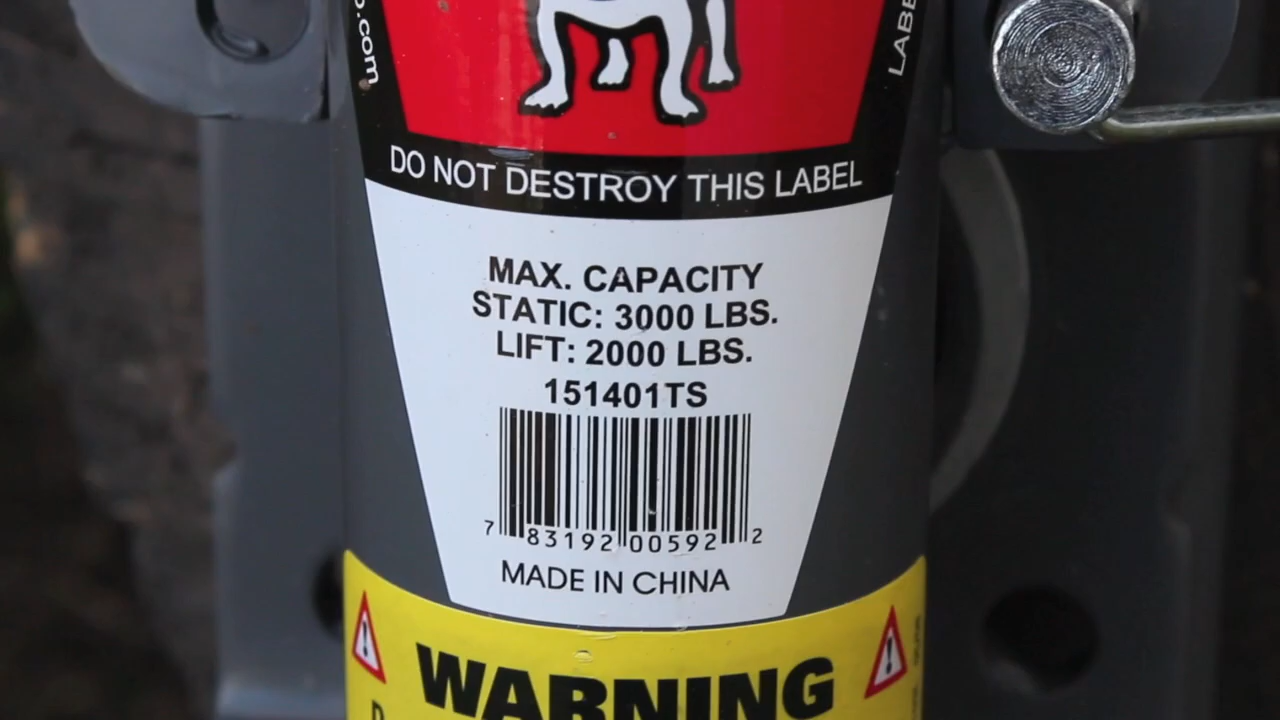 .com
LABE
DO NOT DESTROY THIS LABEL
MAX. CAPACITY
STATIC: 3000 LBS.
LIFT: 2000 LBS.
151401TS
7 83192 00592 2
MADE IN CHINA
WARNING